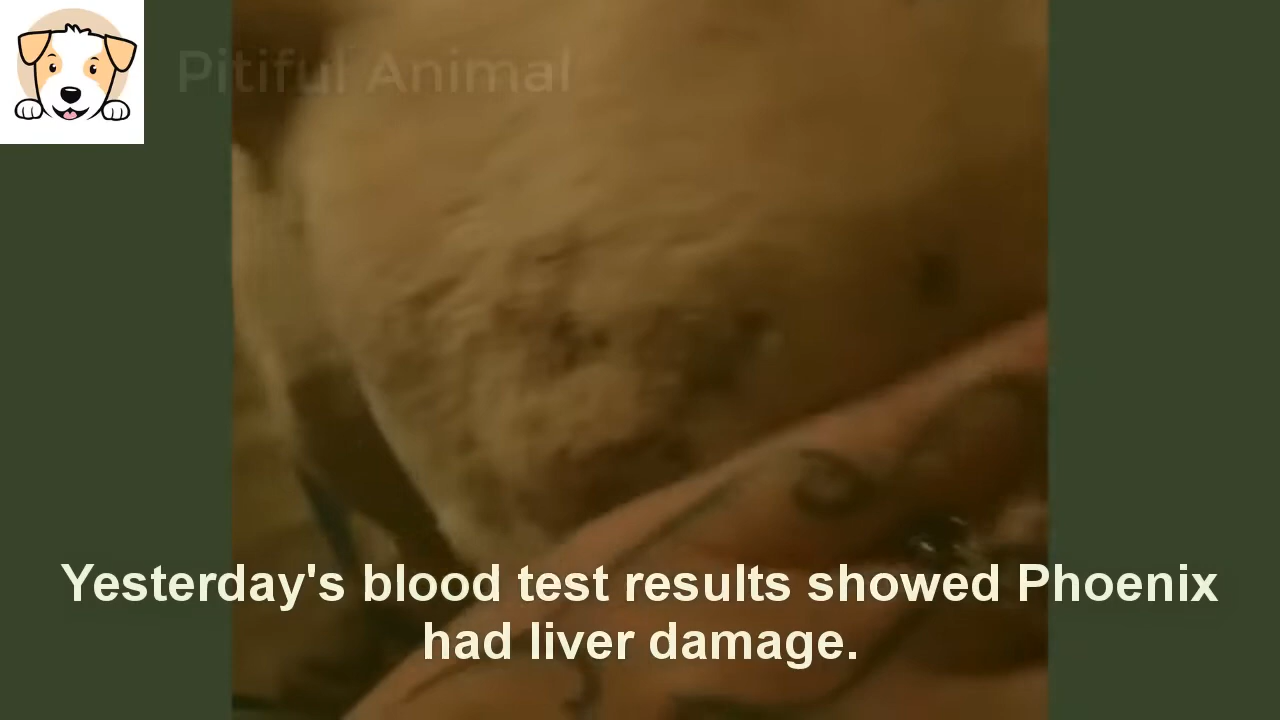 Pitiful Animal
Yesterday's blood test results showed Phoenix
had liver damage.